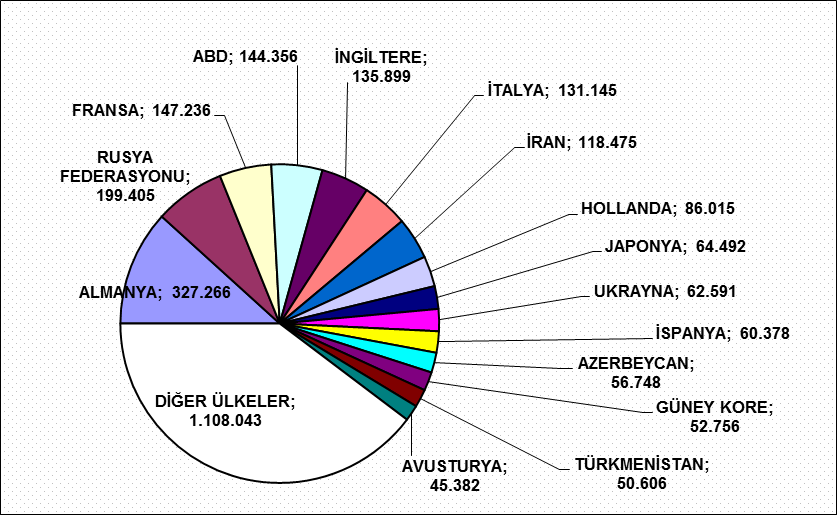 ABD; 144.356
İNGİLTERE;
135.899
İTALYA;  131.145
FRANSA;  147.236
İRAN;  118.475
RUSYA
FEDERASYONU;
199.405
HOLLANDA;  86.015
JAPONYA;  64.492
ALMANYA;  327.266
UKRAYNA;  62.591
İSPANYA;  60.378
AZERBEYCAN;
56.748
DİĞER ÜLKELER;
1.108.043
GÜNEY KORE;
52.756
AVUSTURYA;
45.382
TÜRKMENİSTAN;
50.606